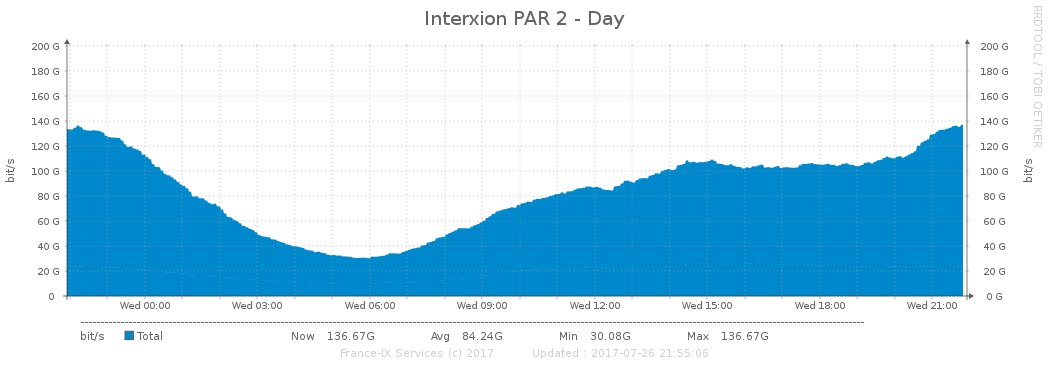 Interxion PAR 2 - Day
RRDTOOL / TOBI OETIKER
bit/s
bit/s
200 G 200 G
180 G 180 G
160 G 160 G
140 G 140 G
120 G 120 G
100 G 100 G
80 G 80 G
60 G 60 G
40 G 40 G
20 G 20 G
0 0 G
Wed 00:00 Wed 03:00 Wed 06:00 Wed 09:00 Wed 12:00 Wed 15:00 Wed 18:00 Wed 21:00
bit/s Total Now 136.67G Avg 84.24G Min 30.08G Max 136.67G
France-IX Services (c) 2017 Updated : 2017-07-26 21:55:06